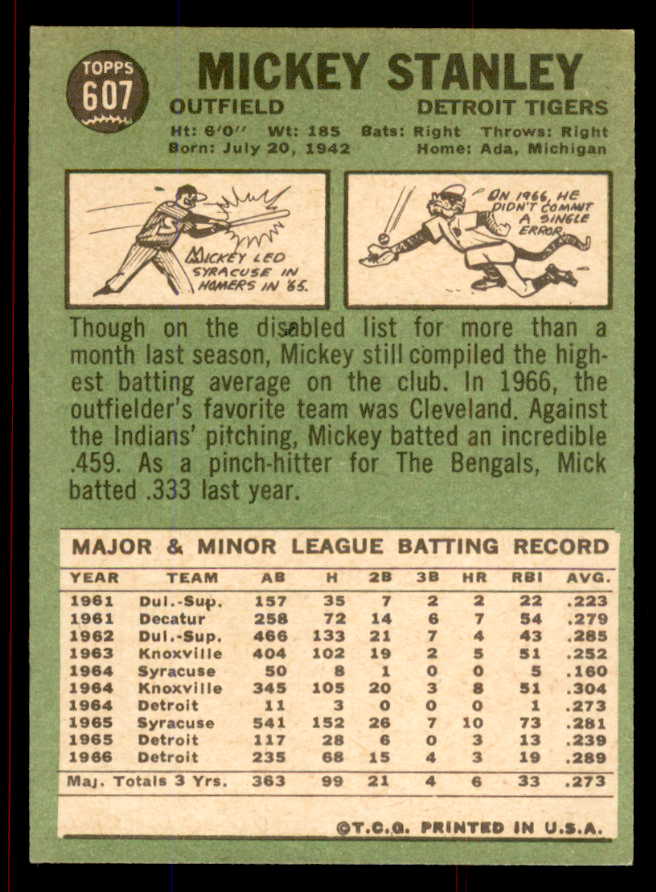 TOPPS
607
MICKEY STANLEY
OUTFIELD DETROIT TIGERS
Ht: 6'0" Wt: 185 Bats: Right Throws: Right
Born: July 20, 1942 Home: Ada, Michigan
MICKEY LED
SYRACUSE IN
HOMERS IN '65.
ON 1966, HE
DIDN'T COMMIT
A SINGLE
ERROR.
Though on the disabled list for more than a
month last season, Mickey still compiled the high-
est batting average on the club. In 1966, the
outfielder's favorite team was Cleveland. Against
the Indians' pitching, Mickey batted an incredible
.459. As a pinch-hitter for The Bengals, Mick
batted .333 last year.
MAJOR & MINOR LEAGUE BATTING RECORD
YEAR TEAM AB H 2B 3B HR RBI AVG.
1961 Dul.-Sup. 157 35 7 2 2 22 .223
1961 Decatur 258 72 14 6 7 54 .279
1962 Dul.-Sup. 466 133 21 7 4 43 .285
1963 Knoxville 404 102 19 2 5 51 .252
1964 Syracuse 50 8 1 0 0 5 .160
1964 Knoxville 345 105 20 3 8 51 .304
1964 Detroit 11 3 0 0 0 1 .273
1965 Syracuse 541 152 26 7 10 73 .281
1965 Detroit 117 28 6 0 3 13 .239
1966 Detroit 235 68 15 4 3 19 .289
Maj. Totals 3 Yrs. 363 99 21 4 6 33 .273
©T.C.G. PRINTED IN U.S.A.